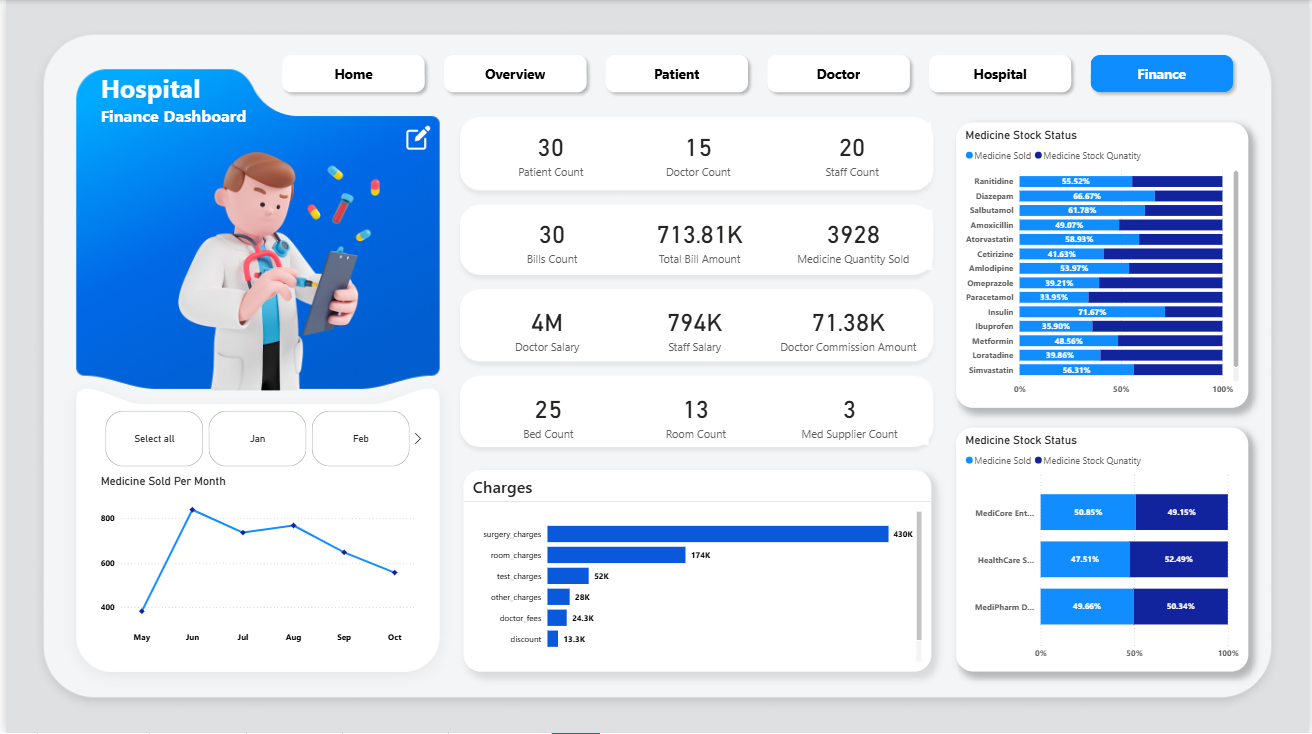 Hospital
Finance Dashboard
Home
Overview
Patient
Doctor
Hospital
Finance
30
Patient Count
15
Doctor Count
20
Staff Count
30
Bills Count
713.81K
Total Bill Amount
3928
Medicine Quantity Sold
4M
Doctor Salary
794K
Staff Salary
71.38K
Doctor Commission Amount
25
Bed Count
13
Room Count
3
Med Supplier Count
Select all
Jan
Feb
Medicine Sold Per Month
800
600
400
May Jun Jul Aug Sep Oct
Charges
surgery_charges 430K
room_charges 174K
test_charges 52K
other_charges 28K
doctor_fees 24.3K
discount 13.3K
Medicine Stock Status
Medicine Sold Medicine Stock Qunatity
Ranitidine 55.52%
Diazepam 66.67%
Salbutamol 61.78%
Amoxicillin 49.07%
Atorvastatin 58.93%
Cetirizine 41.63%
Amlodipine 53.97%
Omeprazole 39.21%
Paracetamol 33.95%
Insulin 71.67%
Ibuprofen 35.90%
Metformin 48.56%
Loratadine 39.86%
Simvastatin 56.31%
0% 50% 100%
Medicine Stock Status
Medicine Sold Medicine Stock Qunatity
MediCore Ent... 50.85% 49.15%
HealthCare S... 47.51% 52.49%
MediPharm D... 49.66% 50.34%
0% 50% 100%